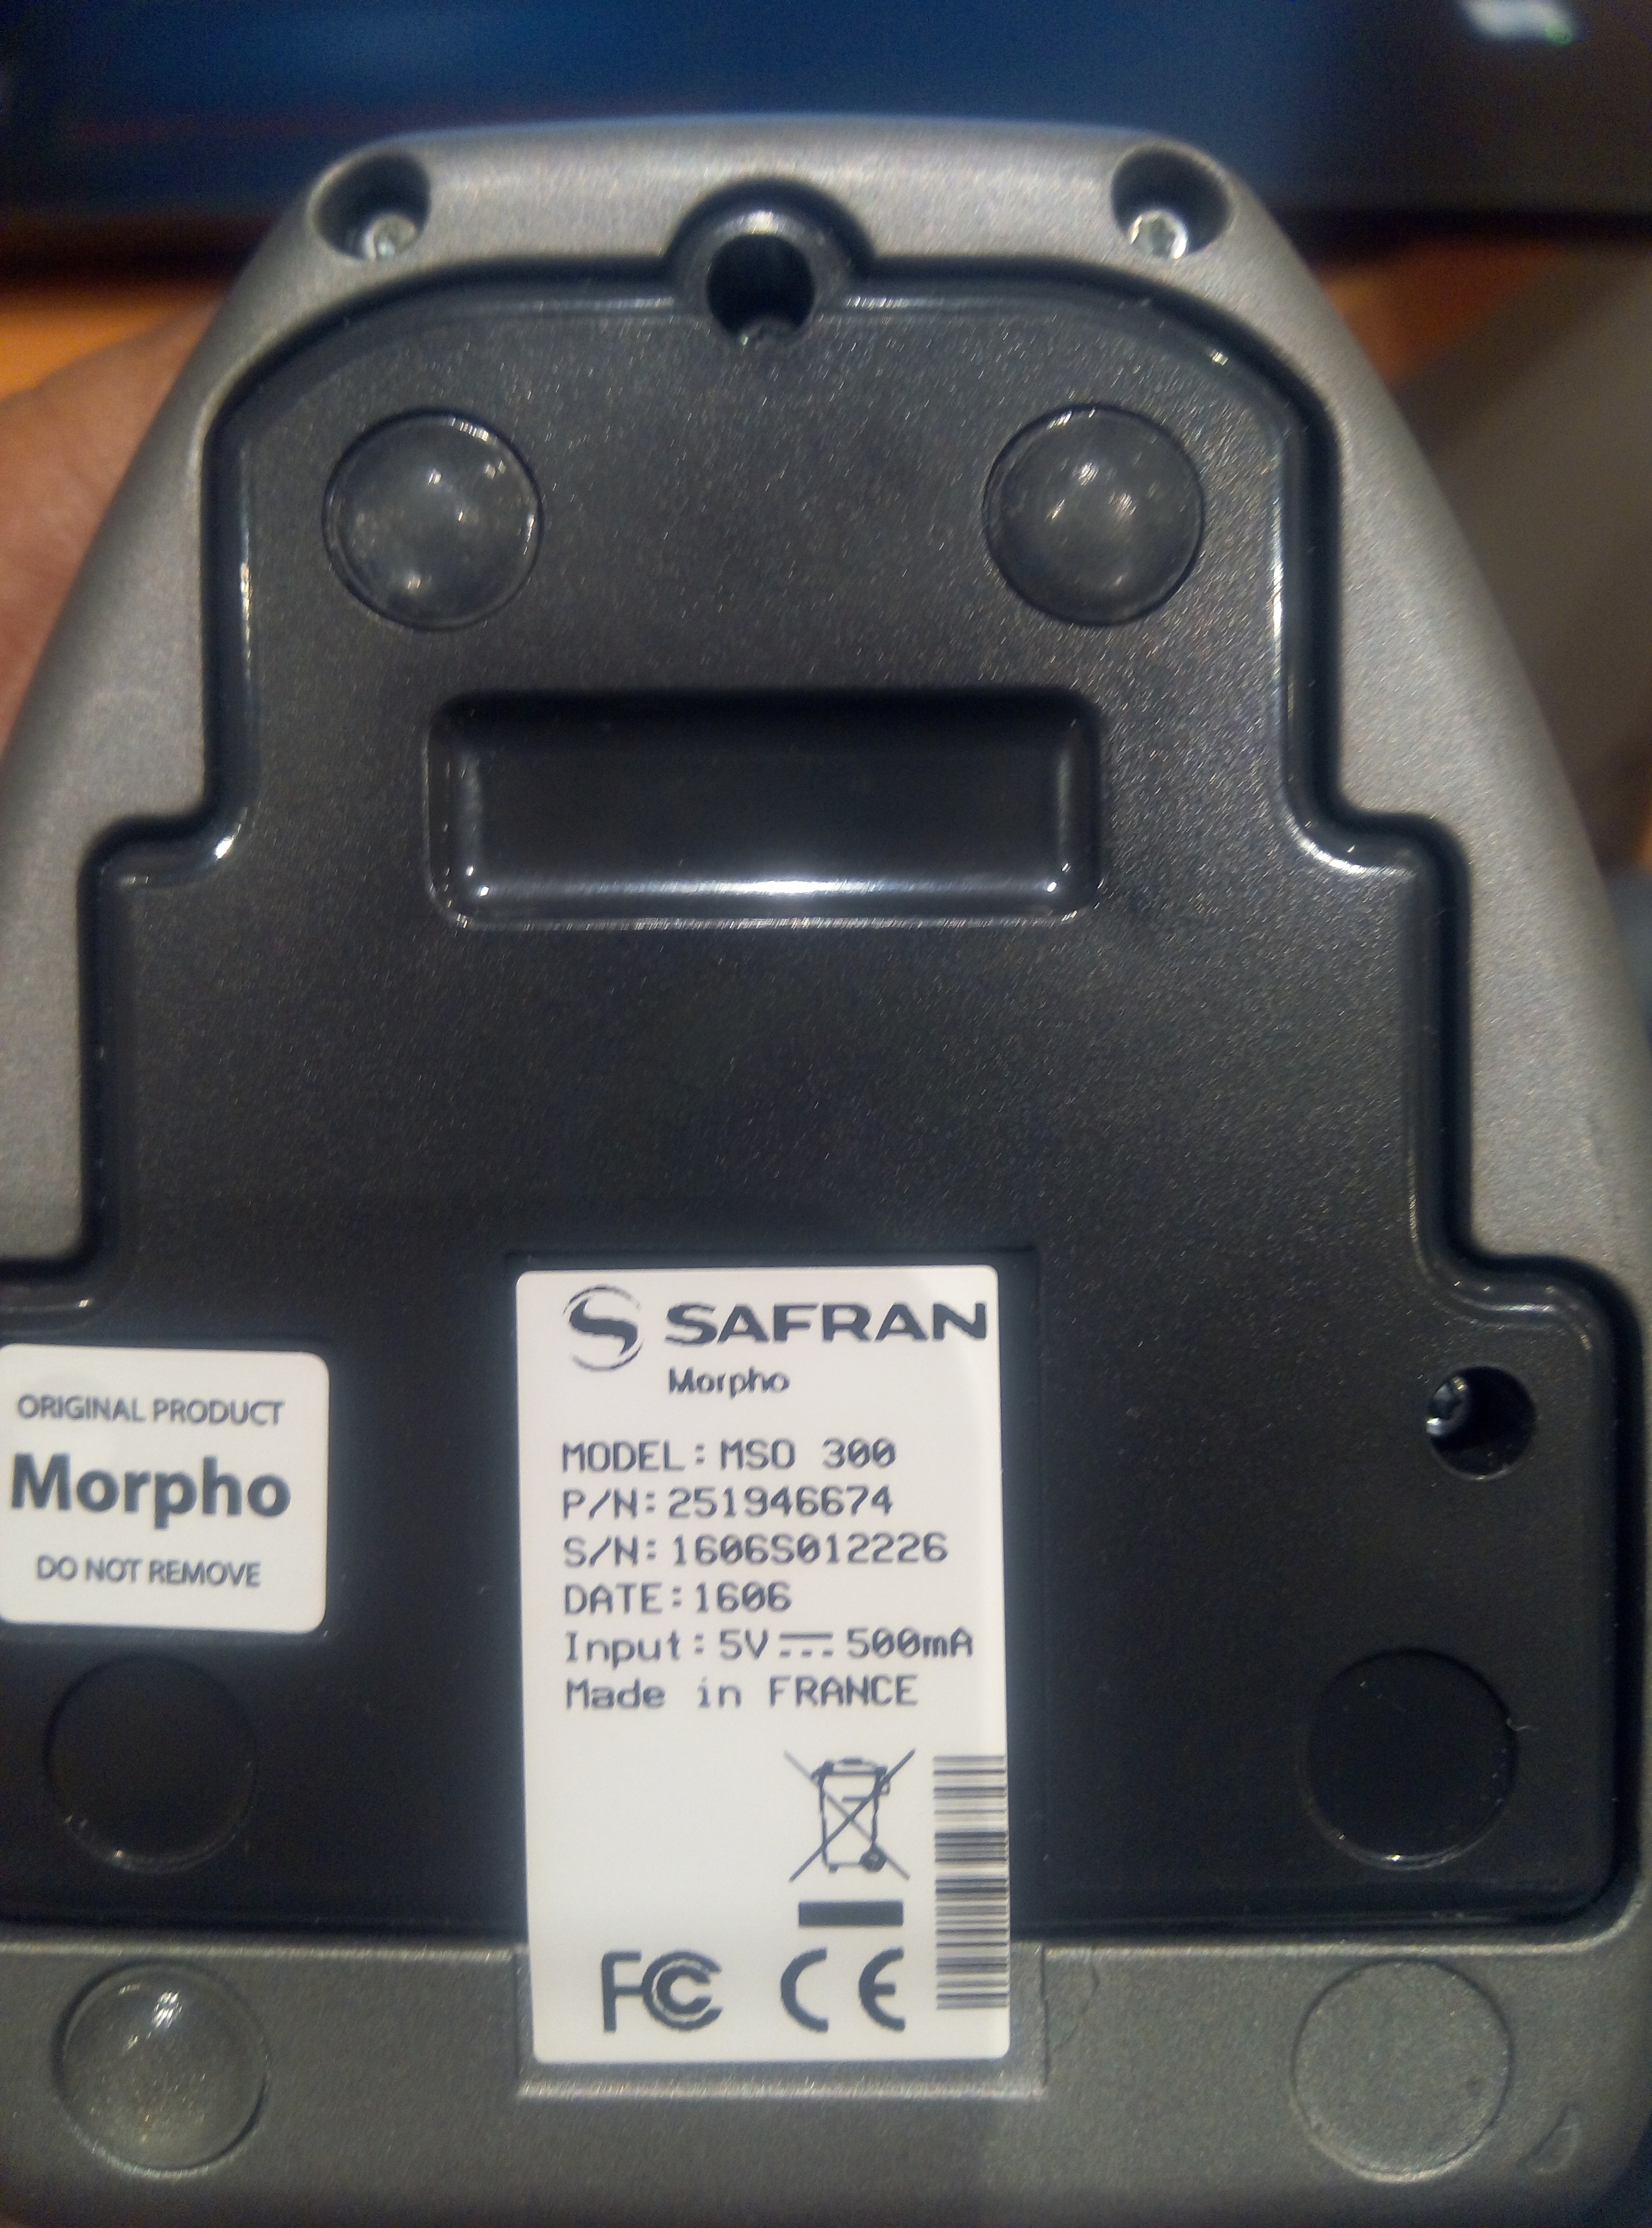 SAFRAN
Morpho
MODEL: MSO 300
P/N: 251946674
S/N: 1606S012226
DATE: 1606
Input: 5V ⎓ 500mA
Made in FRANCE
FC CE
ORIGINAL PRODUCT
Morpho
DO NOT REMOVE